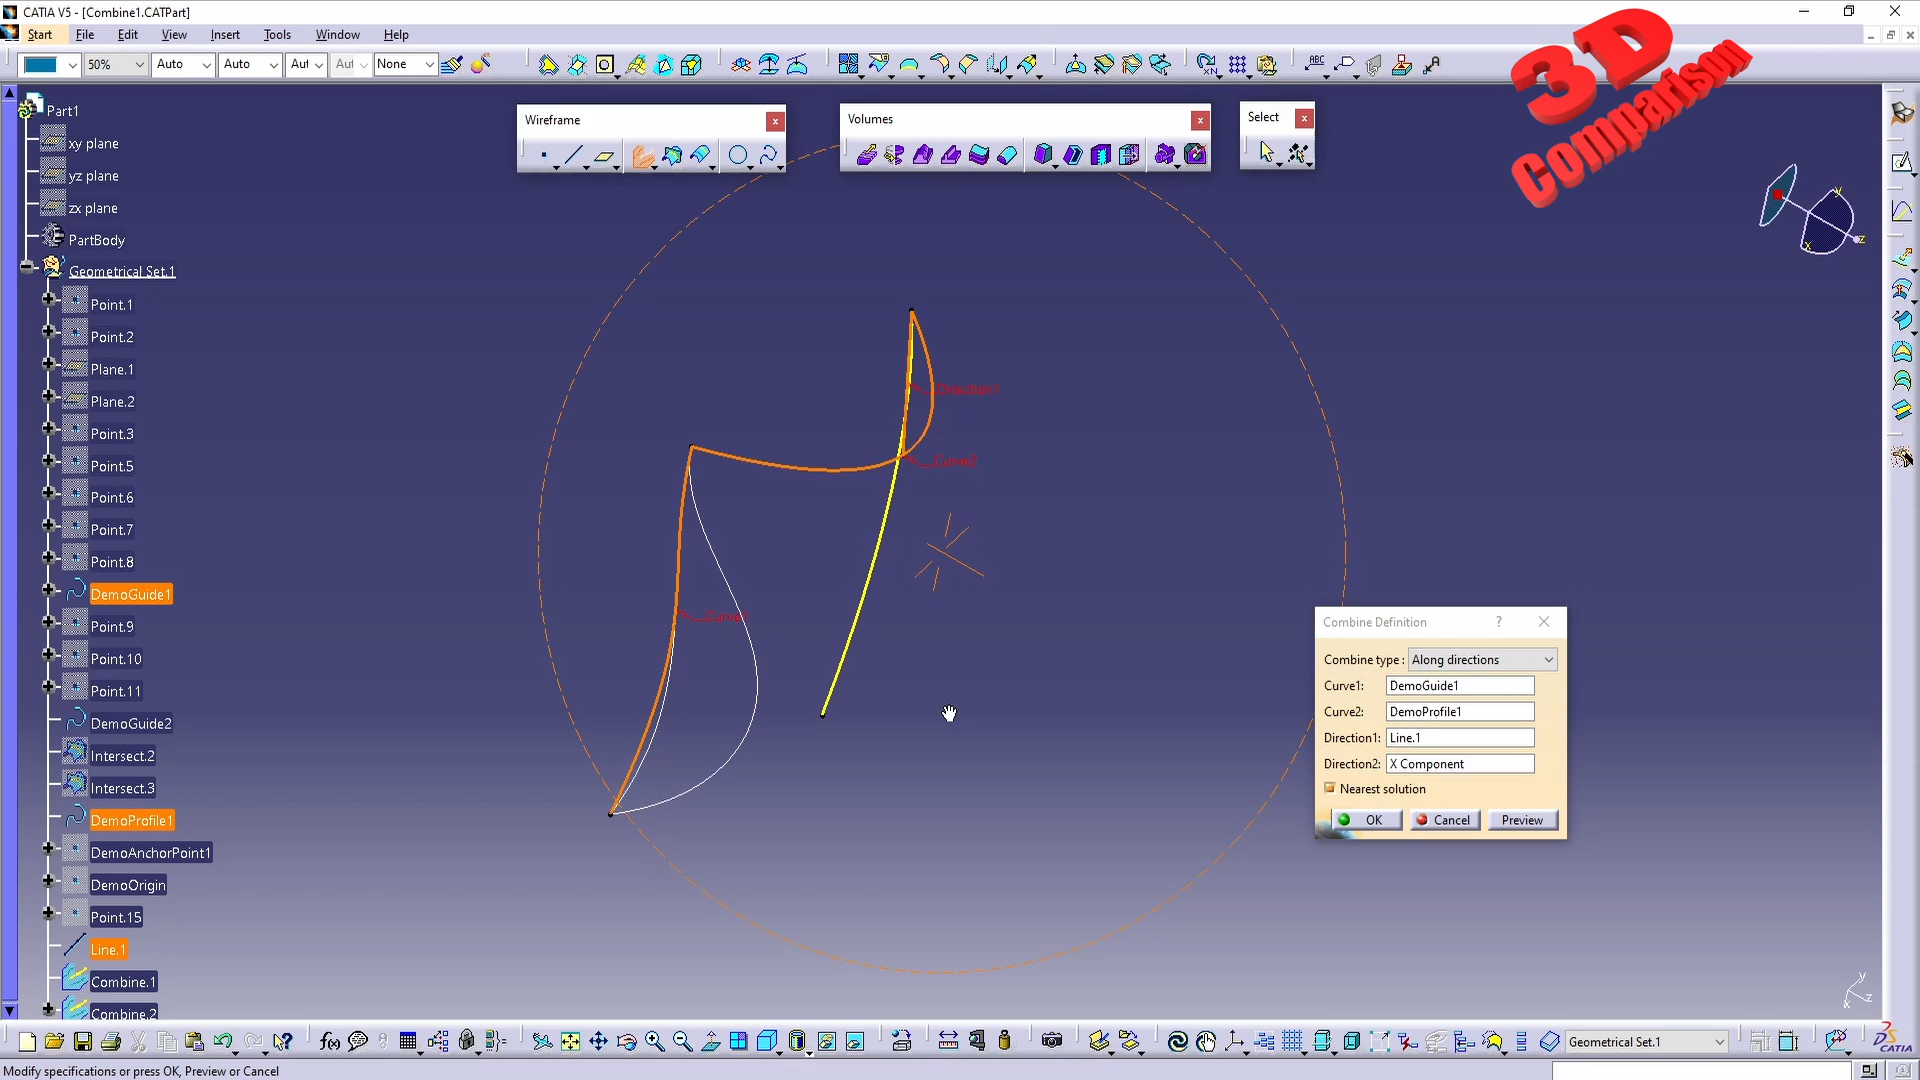 CATIA V5 - [Combine1.CATPart]
Start File Edit View Insert Tools Window Help
50% Auto Auto Aut Aut None
3D
Comparison
Wireframe
Volumes
Select
Part1
xy plane
yz plane
zx plane
PartBody
Geometrical Set.1
Point.1
Point.2
Plane.1
Plane.2
Point.3
Point.5
Point.6
Point.7
Point.8
DemoGuide1
Point.9
Point.10
Point.11
DemoGuide2
Intersect.2
Intersect.3
DemoProfile1
DemoAnchorPoint1
DemoOrigin
Point.15
Line.1
Combine.1
Combine.2
Direction1
Curve2
Curve1
Combine Definition ?
Combine type : Along directions
Curve1: DemoGuide1
Curve2: DemoProfile1
Direction1: Line.1
Direction2: X Component
Nearest solution
OK Cancel Preview
Geometrical Set.1
CATIA
Modify specifications or press OK, Preview or Cancel